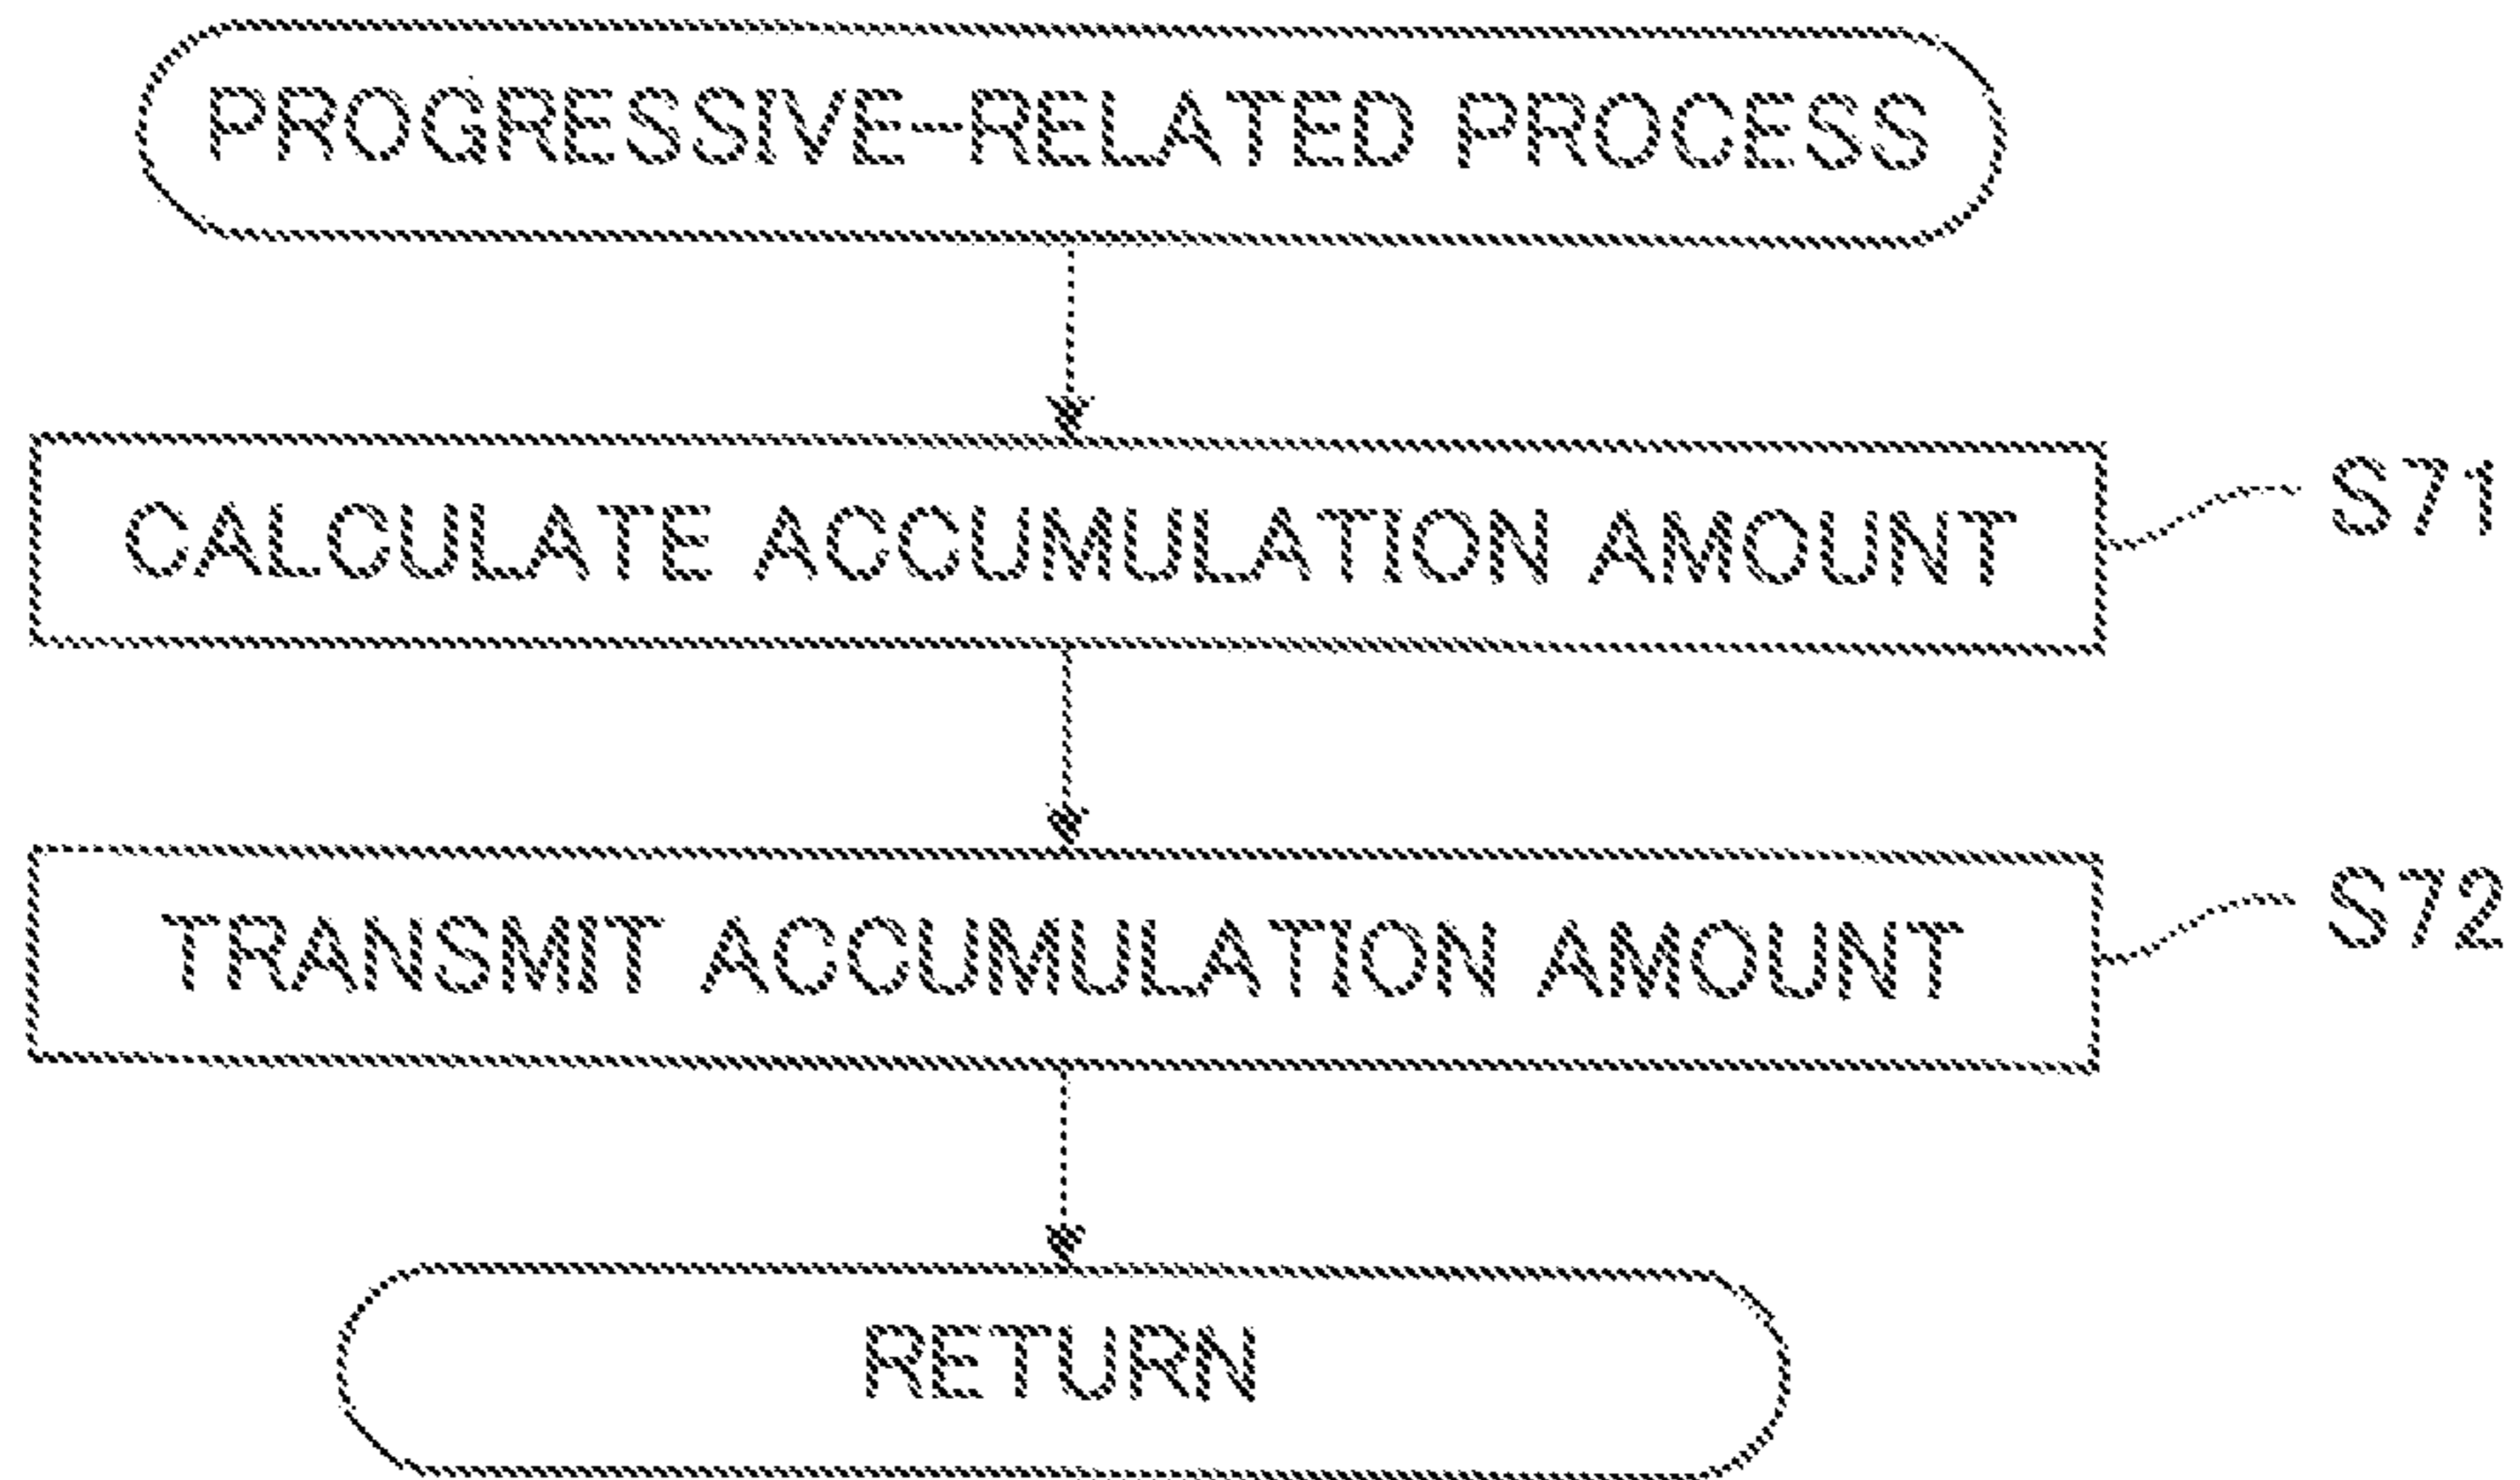 PROGRESSIVE-RELATED PROCESS
CALCULATE ACCUMULATION AMOUNT
S71
TRANSMIT ACCUMULATION AMOUNT
S72
RETURN